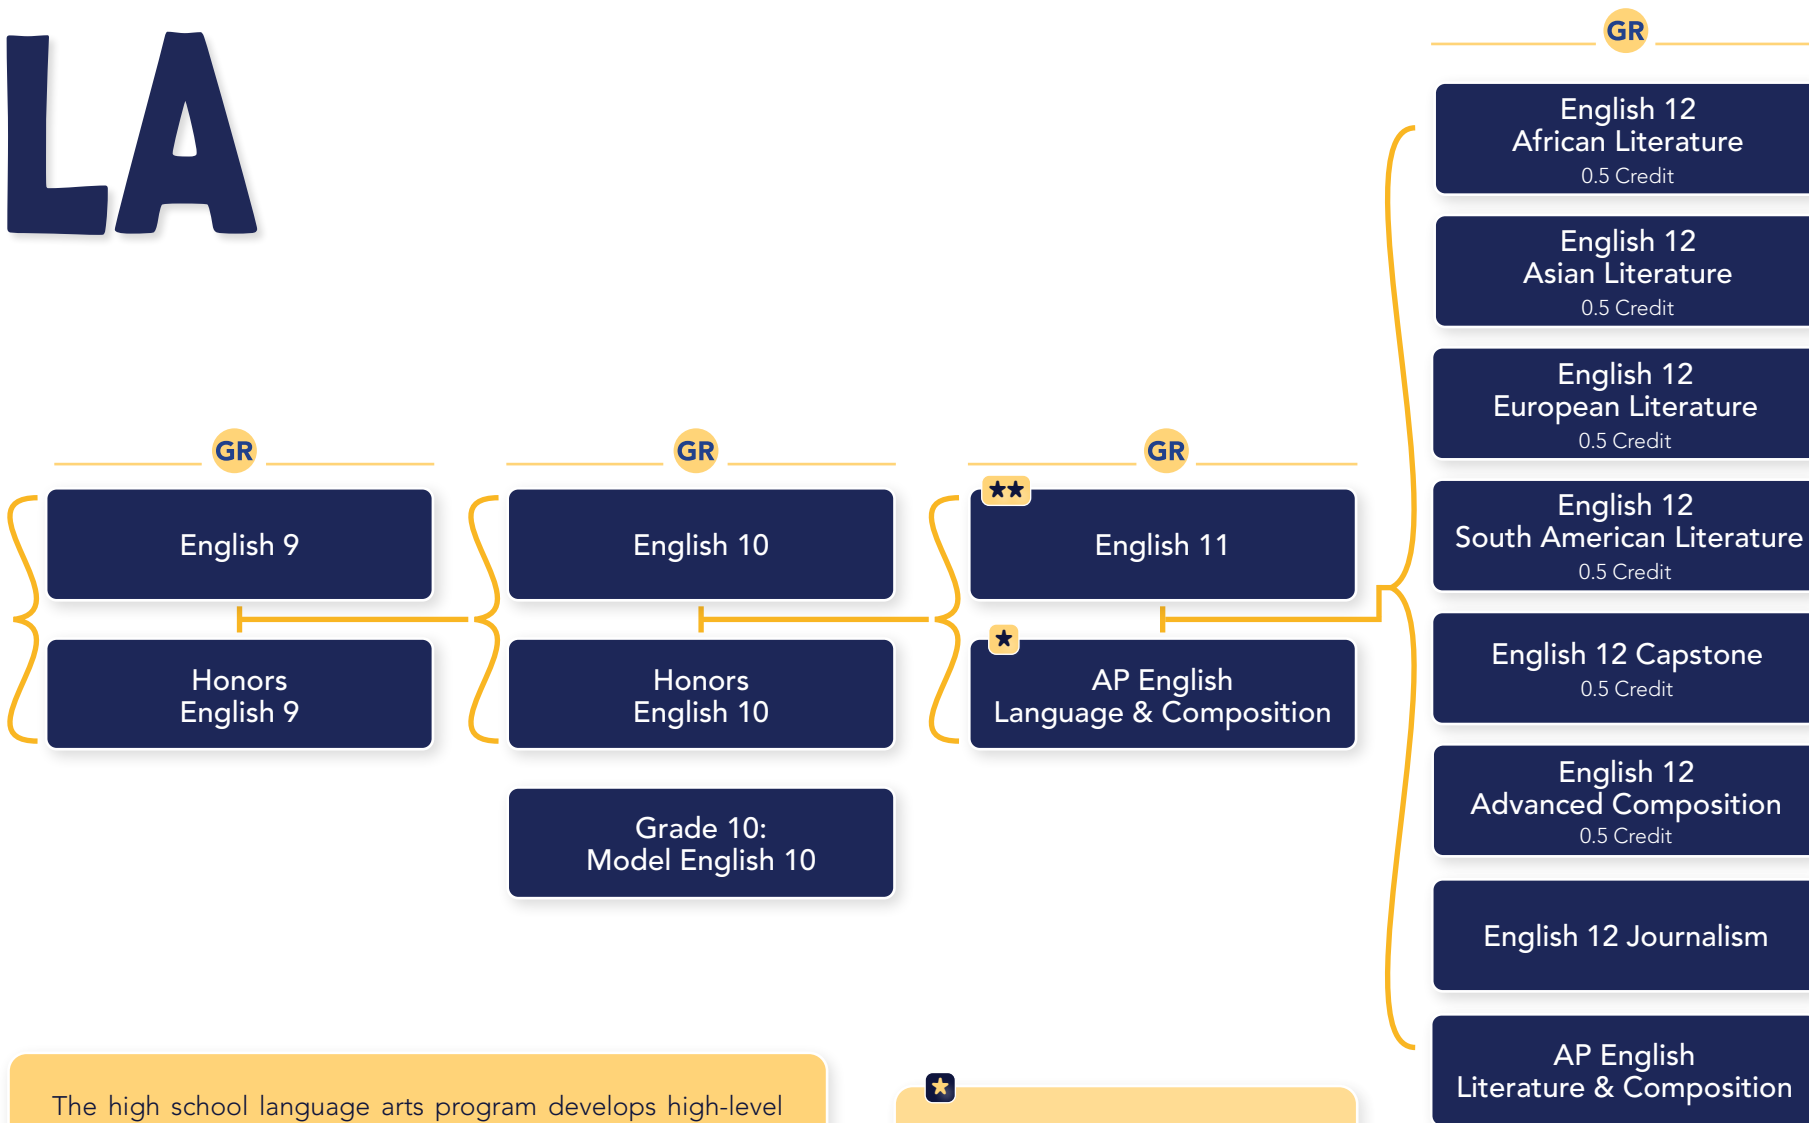 LA
GR
English 9
Honors
English 9
GR
English 10
Honors
English 10
Grade 10:
Model English 10
GR
★★
English 11
★
AP English
Language & Composition
GR
English 12
African Literature
0.5 Credit
English 12
Asian Literature
0.5 Credit
English 12
European Literature
0.5 Credit
English 12
South American Literature
0.5 Credit
English 12 Capstone
0.5 Credit
English 12
Advanced Composition
0.5 Credit
English 12 Journalism
AP English
Literature & Composition
The high school language arts program develops high-level
★